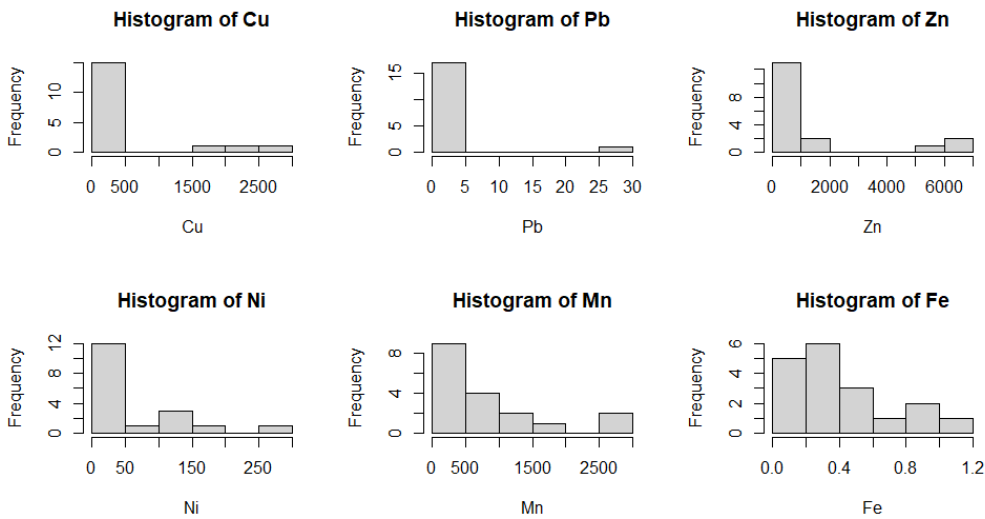 Histogram of Cu
Frequency
0 5 10
0 500 1500 2500
Cu
Histogram of Pb
Frequency
0 5 15
0 5 10 15 20 25 30
Pb
Histogram of Zn
Frequency
0 4 8
0 2000 4000 6000
Zn
Histogram of Ni
Frequency
0 4 8 12
0 50 150 250
Ni
Histogram of Mn
Frequency
0 4 8
0 500 1500 2500
Mn
Histogram of Fe
Frequency
0 2 4 6
0.0 0.4 0.8 1.2
Fe